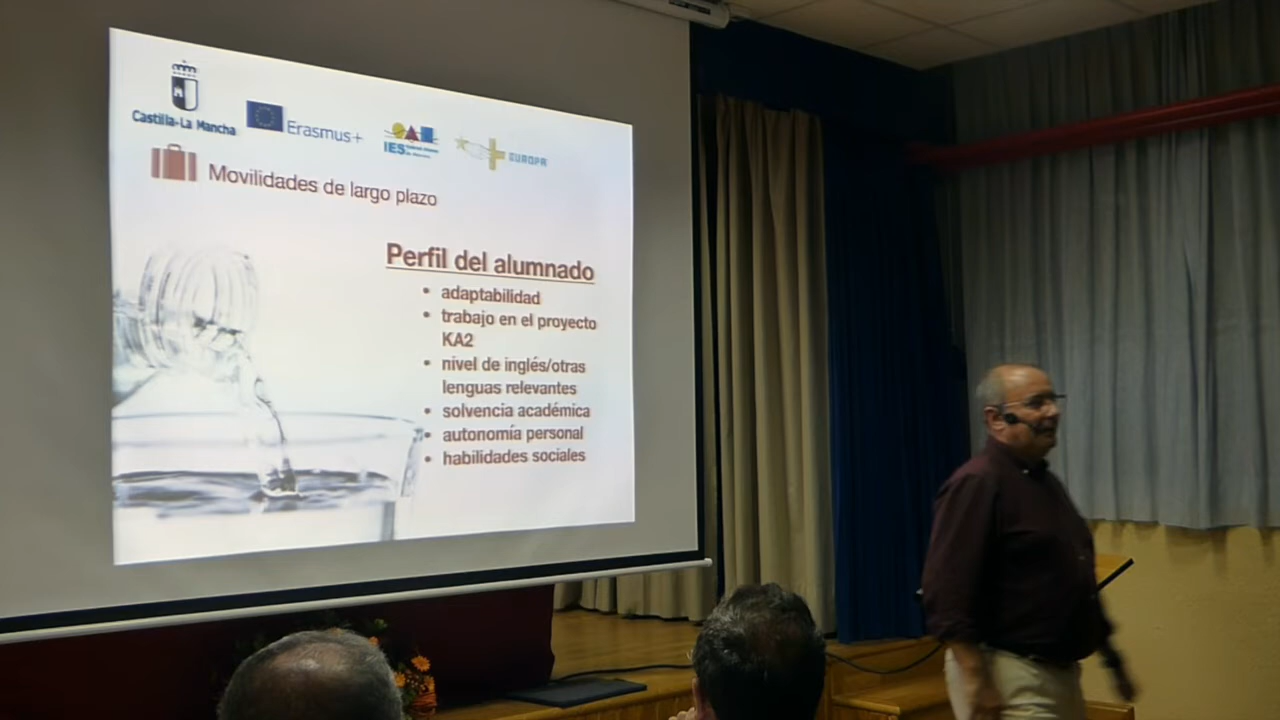 Castilla-La Mancha
Erasmus+
IES
EUROPA
Movilidades de largo plazo
Perfil del alumnado
• adaptabilidad
• trabajo en el proyecto
KA2
• nivel de inglés/otras
lenguas relevantes
• solvencia académica
• autonomía personal
• habilidades sociales